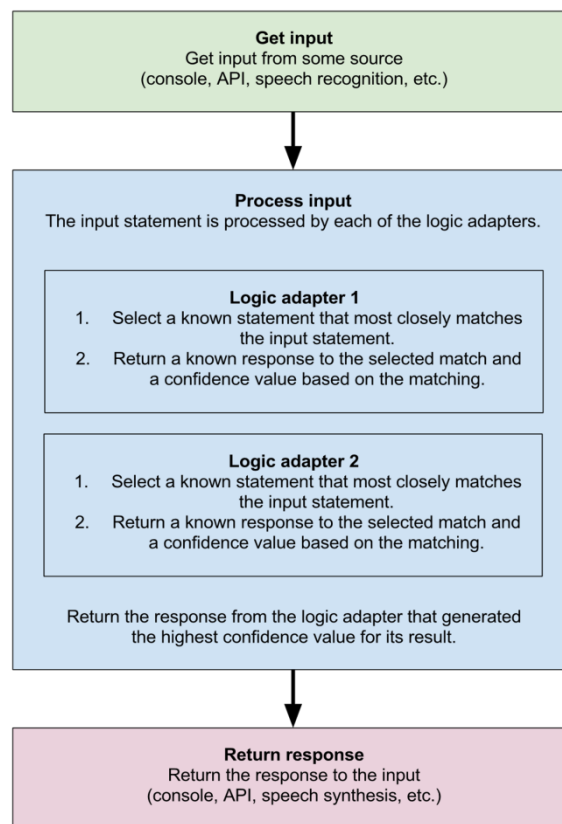 Get input
Get input from some source
(console, API, speech recognition, etc.)
Process input
The input statement is processed by each of the logic adapters.
Logic adapter 1
1. Select a known statement that most closely matches
the input statement.
2. Return a known response to the selected match and
a confidence value based on the matching.
Logic adapter 2
1. Select a known statement that most closely matches
the input statement.
2. Return a known response to the selected match and
a confidence value based on the matching.
Return the response from the logic adapter that generated
the highest confidence value for its result.
Return response
Return the response to the input
(console, API, speech synthesis, etc.)